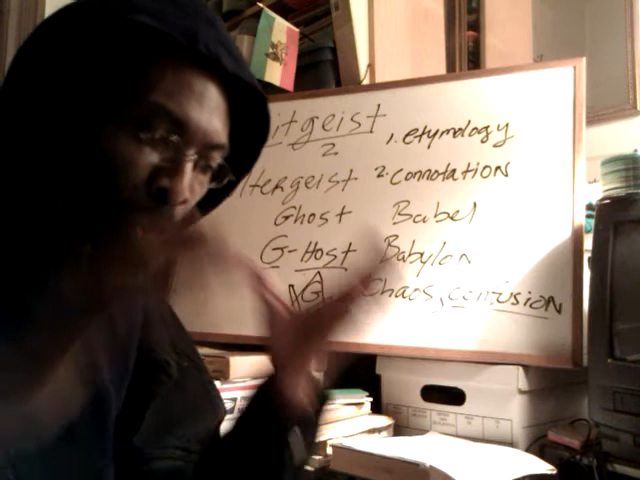 itgeist 1. etymology
2
ltergeist 2. Connotation
Ghost Babel
G-Host Babylon
G Chaos, confusion